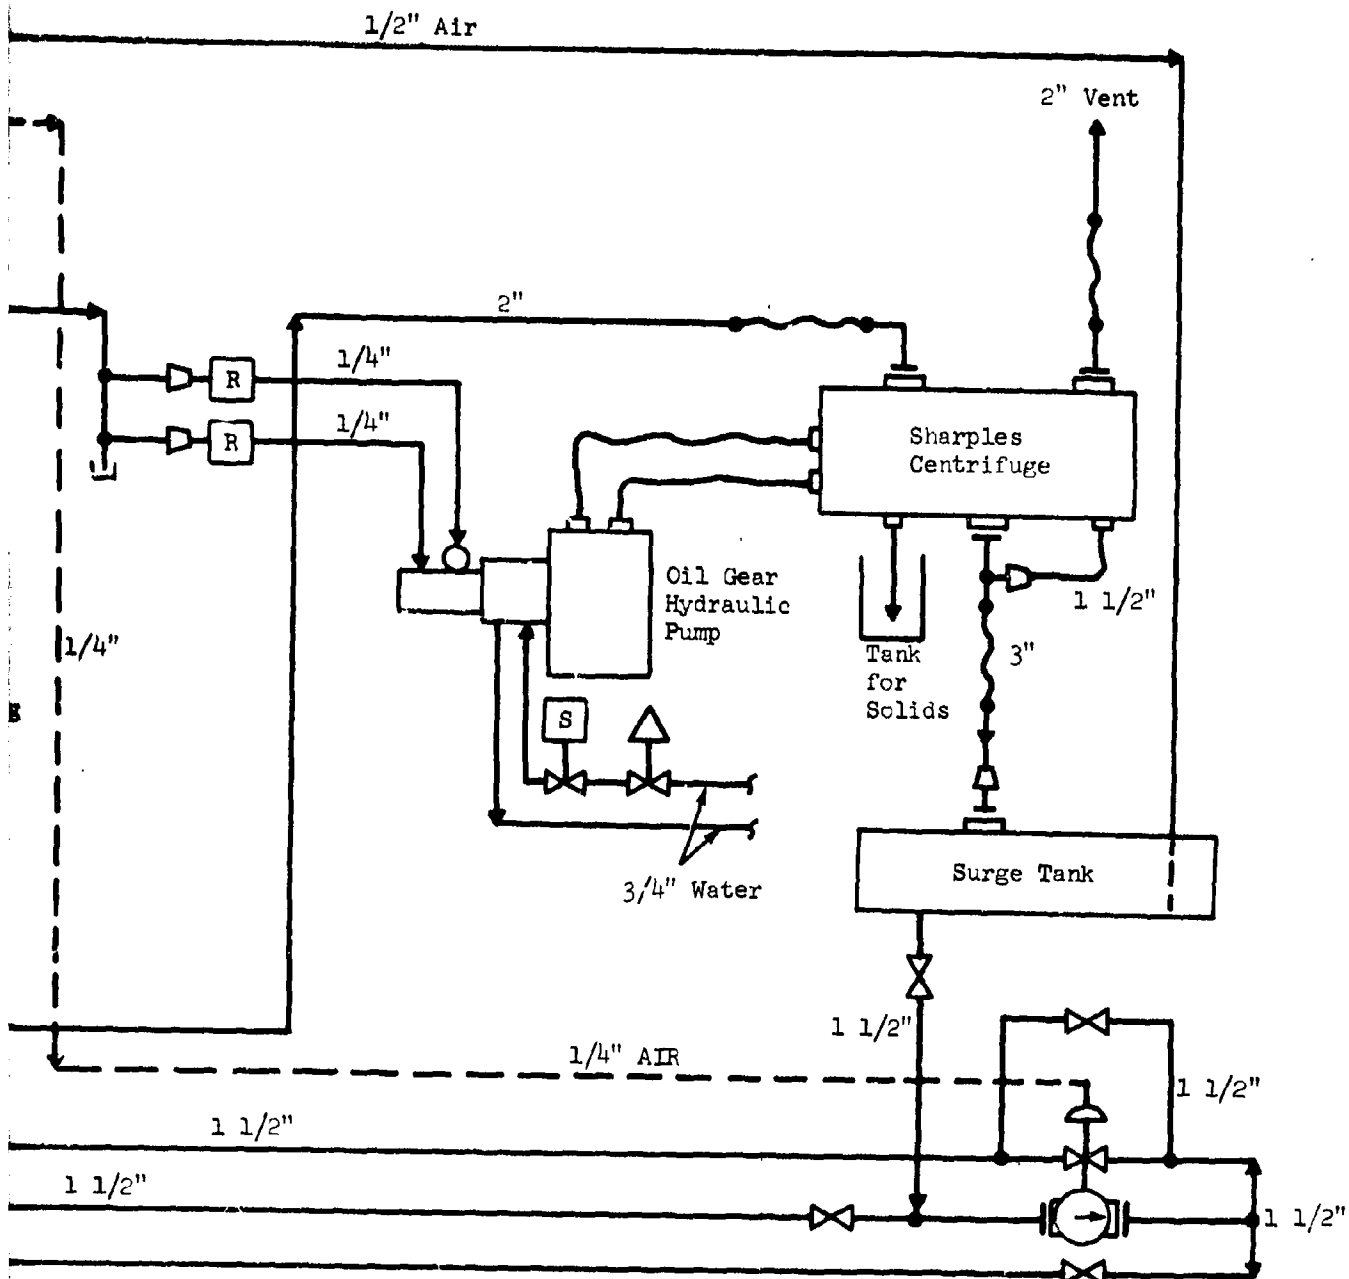 1/2" Air
2" Vent
2"
1/4"
R
1/4"
R
Sharples
Centrifuge
Oil Gear
Hydraulic
Pump
1 1/2"
1/4"
3"
Tank
for
Solids
S
3/4" Water
Surge Tank
1 1/2"
1/4" AIR
1 1/2"
1 1/2"
1 1/2"
1 1/2"